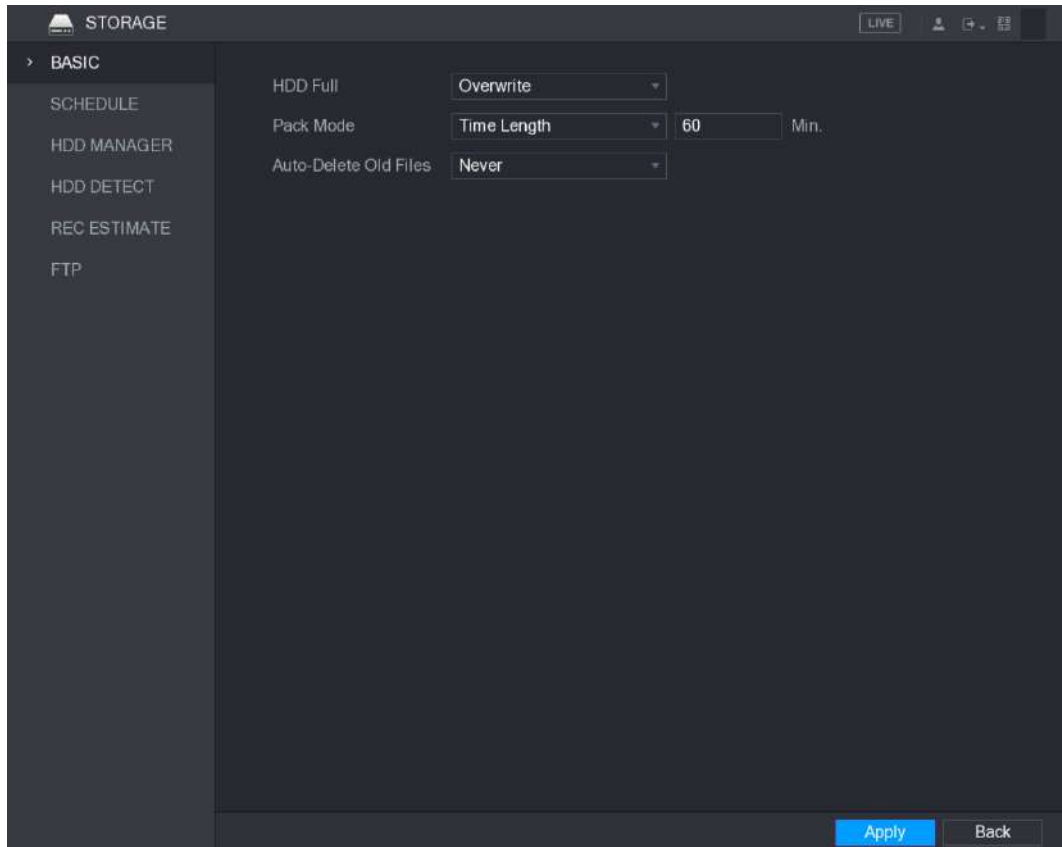 STORAGE
LIVE
BASIC
SCHEDULE
HDD MANAGER
HDD DETECT
REC ESTIMATE
FTP
HDD Full Overwrite
Pack Mode Time Length 60 Min.
Auto-Delete Old Files Never
Apply Back